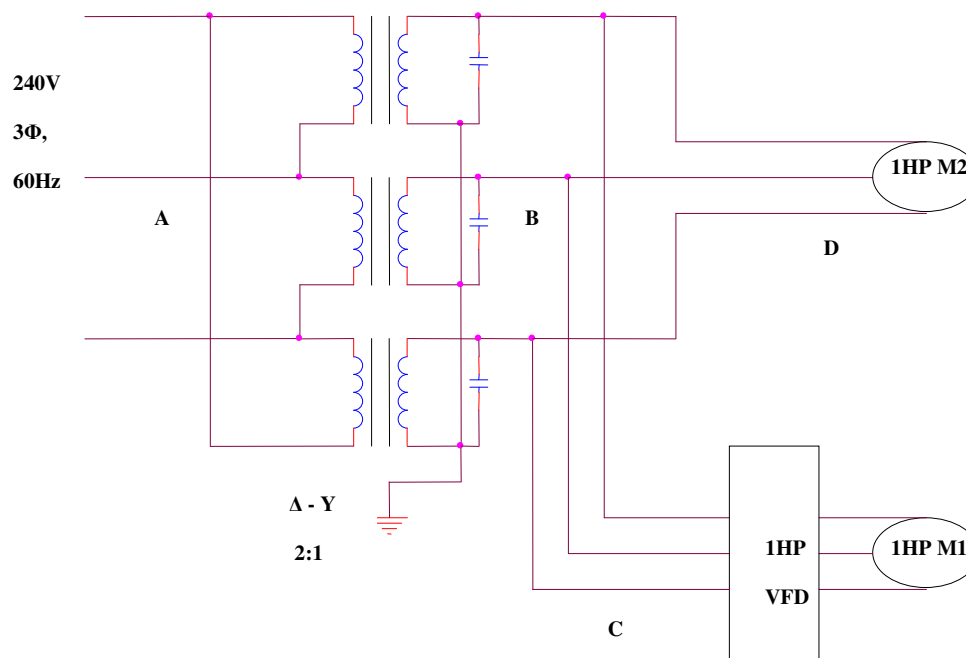 240V
3Φ,
60Hz
A
B
1HP M2
D
Δ - Y
2:1
1HP
VFD
1HP M1
C